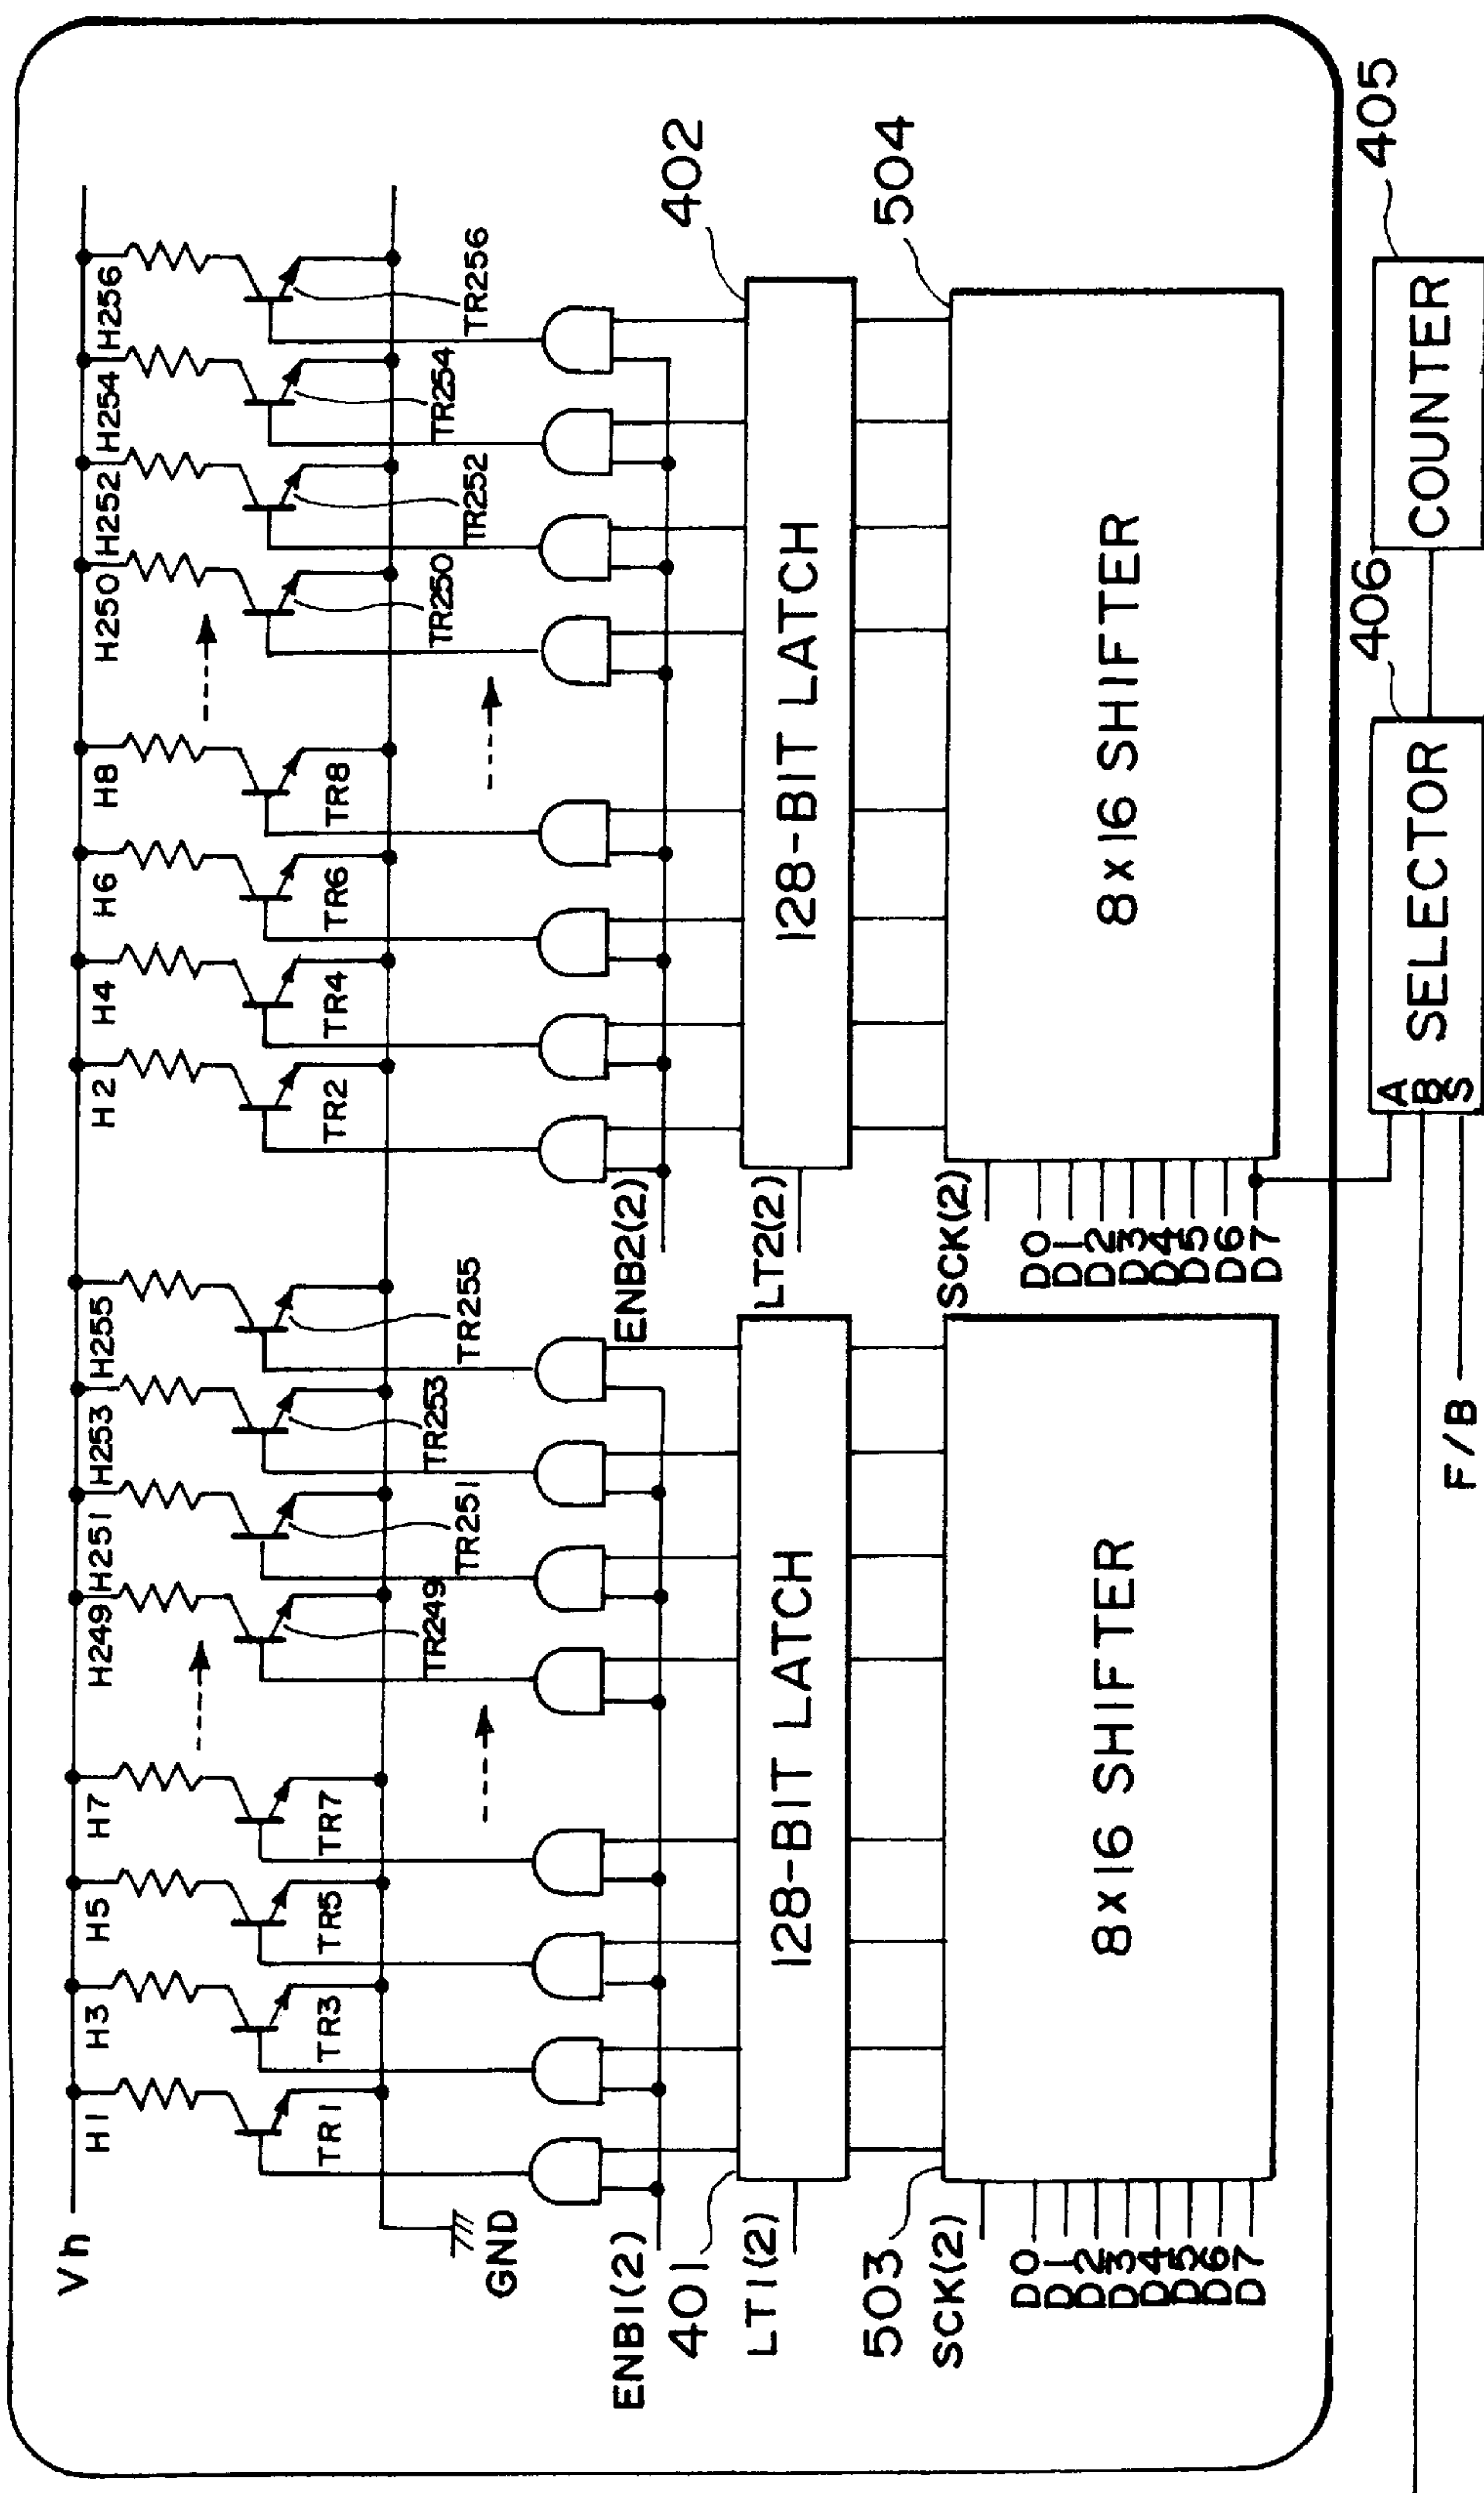 Vh
H1
H3
H5
H7
H249
H251
H253
H255
H2
H4
H6
H8
H250
H252
H254
H256
TR1
TR3
TR5
TR7
TR249
TR251
TR253
TR255
TR2
TR4
TR6
TR8
TR250
TR252
TR254
TR256
GND
ENB1(2)
ENB2(2)
401
402
LT1(2)
128-BIT LATCH
LT2(2)
128-BIT LATCH
503
504
SCK(2)
D0
D1
D2
D3
D4
D5
D6
D7
8x16 SHIFTER
SCK(2)
D0
D1
D2
D3
D4
D5
D6
D7
8x16 SHIFTER
406
405
A
B
S
SELECTOR
COUNTER
F/B